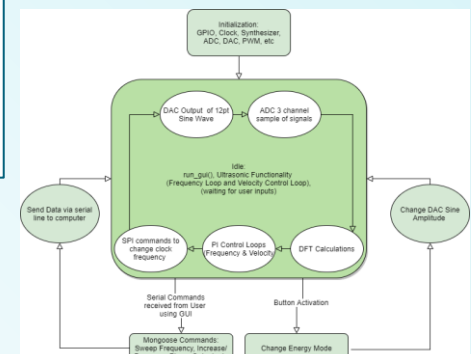 Initialization:
GPIO, Clock, Synthesizer,
ADC, DAC, PWM, etc
DAC Output of 12pt
Sine Wave
ADC 3 channel
sample of signals
Idle:
run_gui(), Ultrasonic Functionality
(Frequency Loop and Velocity Control Loop),
(waiting for user inputs)
Send Data via serial
line to computer
Change DAC Sine
Amplitude
SPI commands to
change clock
frequency
PI Control Loops
(Frequency & Velocity)
DFT Calculations
Serial Commands
received from User
using GUI
Button Activation
Mongoose Commands:
Sweep Frequency, Increase/
Change Energy Mode